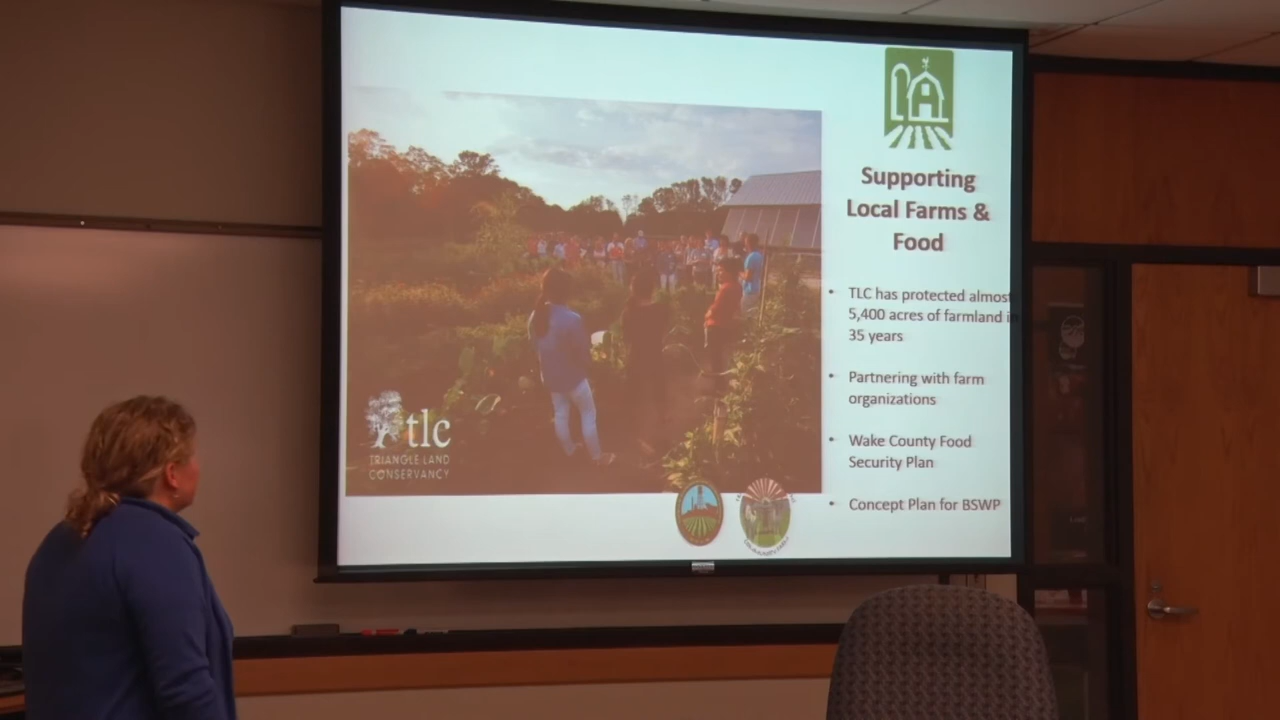 Supporting
Local Farms &
Food
• TLC has protected almost
5,400 acres of farmland in
35 years
• Partnering with farm
organizations
• Wake County Food
Security Plan
• Concept Plan for BSWP
tlc
TRIANGLE LAND
CONSERVANCY